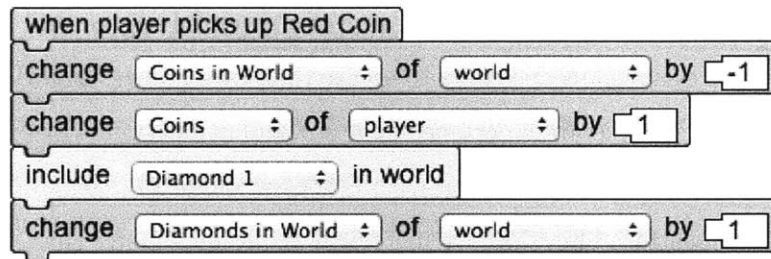 when player picks up Red Coin
change Coins in World of world by -1
change Coins of player by 1
include Diamond 1 in world
change Diamonds in World of world by 1